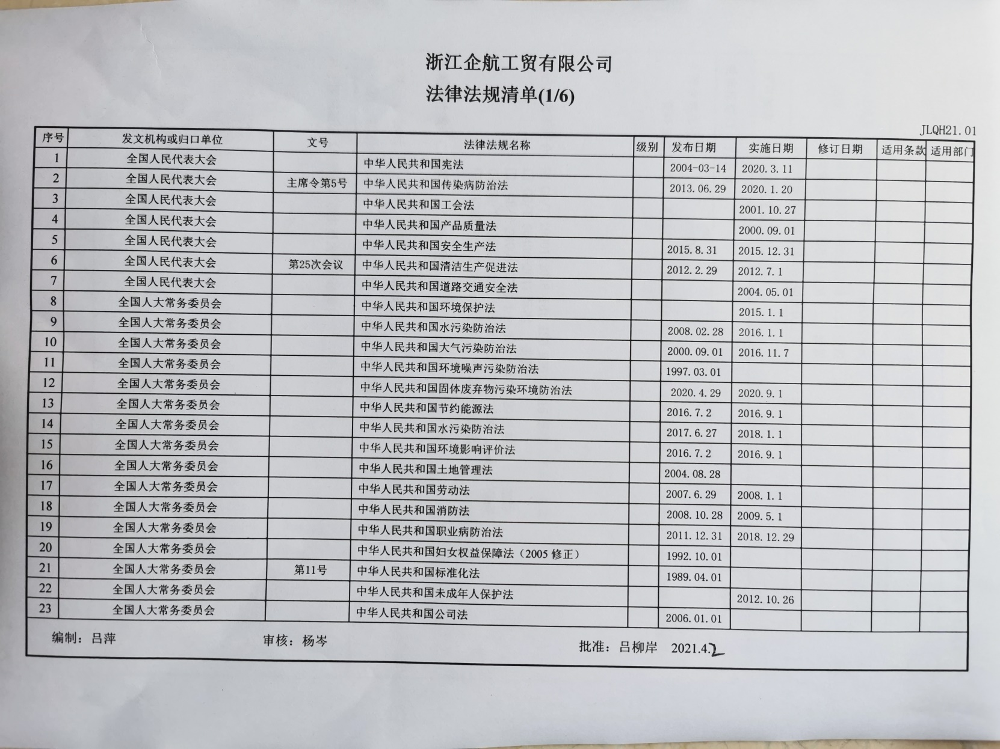 浙江企航工贸有限公司
法律法规清单(1/6)
JLQH21.01
序号 发文机构或归口单位 文号 法律法规名称 级别 发布日期 实施日期 修订日期 适用条款 适用部门
1 全国人民代表大会 中华人民共和国宪法 2004-03-14 2020.3.11
2 全国人民代表大会 主席令第5号 中华人民共和国传染病防治法 2013.06.29 2020.1.20
3 全国人民代表大会 中华人民共和国工会法 2001.10.27
4 全国人民代表大会 中华人民共和国产品质量法 2000.09.01
5 全国人民代表大会 中华人民共和国安全生产法 2015.8.31 2015.12.31
6 全国人民代表大会 第25次会议 中华人民共和国清洁生产促进法 2012.2.29 2012.7.1
7 全国人民代表大会 中华人民共和国道路交通安全法 2004.05.01
8 全国人大常务委员会 中华人民共和国环境保护法 2015.1.1
9 全国人大常务委员会 中华人民共和国水污染防治法 2008.02.28 2016.1.1
10 全国人大常务委员会 中华人民共和国大气污染防治法 2000.09.01 2016.11.7
11 全国人大常务委员会 中华人民共和国环境噪声污染防治法 1997.03.01
12 全国人大常务委员会 中华人民共和国固体废弃物污染环境防治法 2020.4.29 2020.9.1
13 全国人大常务委员会 中华人民共和国节约能源法 2016.7.2 2016.9.1
14 全国人大常务委员会 中华人民共和国水污染防治法 2017.6.27 2018.1.1
15 全国人大常务委员会 中华人民共和国环境影响评价法 2016.7.2 2016.9.1
16 全国人大常务委员会 中华人民共和国土地管理法 2004.08.28
17 全国人大常务委员会 中华人民共和国劳动法 2007.6.29 2008.1.1
18 全国人大常务委员会 中华人民共和国消防法 2008.10.28 2009.5.1
19 全国人大常务委员会 中华人民共和国职业病防治法 2011.12.31 2018.12.29
20 全国人大常务委员会 中华人民共和国妇女权益保障法（2005 修正） 1992.10.01
21 全国人大常务委员会 第11号 中华人民共和国标准化法 1989.04.01
22 全国人大常务委员会 中华人民共和国未成年人保护法 2012.10.26
23 全国人大常务委员会 中华人民共和国公司法 2006.01.01
编制：吕萍 审核：杨岑 批准：吕柳岸 2021.4.2